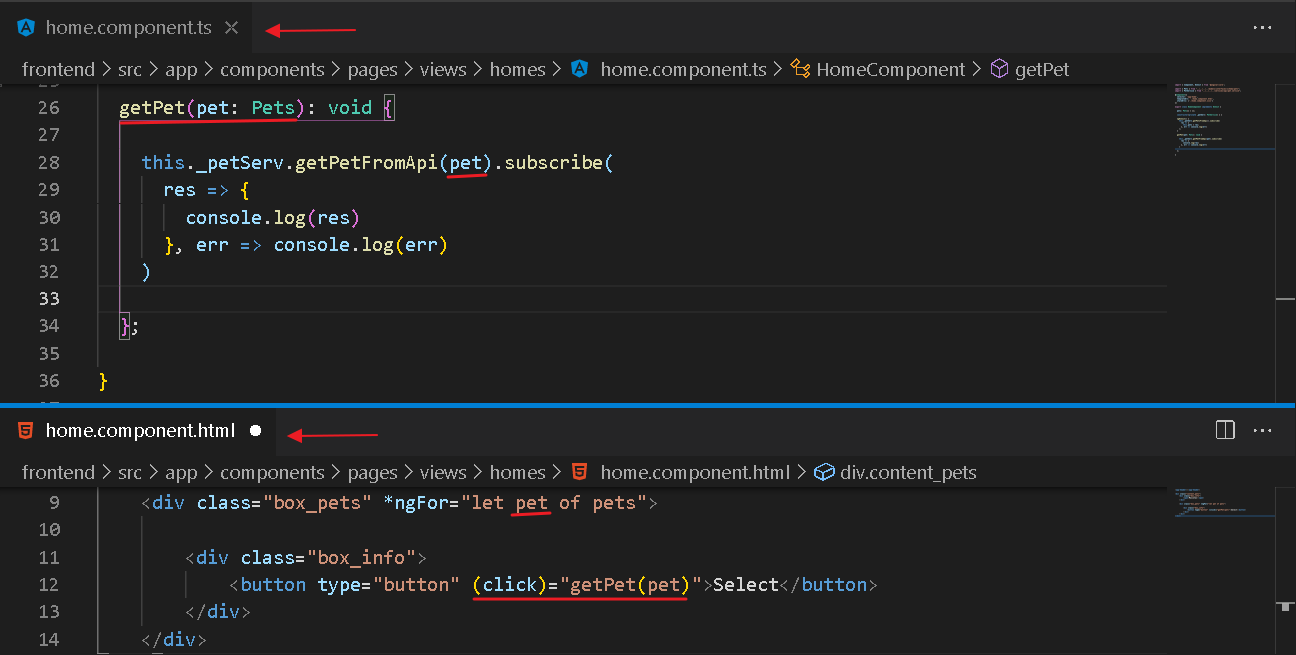 home.component.ts
frontend > src > app > components > pages > views > homes > home.component.ts > HomeComponent > getPet
26 getPet(pet: Pets): void {
27
28 this._petServ.getPetFromApi(pet).subscribe(
29 res => {
30 console.log(res)
31 }, err => console.log(err)
32 )
33
34 };
35
36 }
home.component.html
frontend > src > app > components > pages > views > homes > home.component.html > div.content_pets
9 <div class="box_pets" *ngFor="let pet of pets">
10
11 <div class="box_info">
12 <button type="button" (click)="getPet(pet)">Select</button>
13 </div>
14 </div>